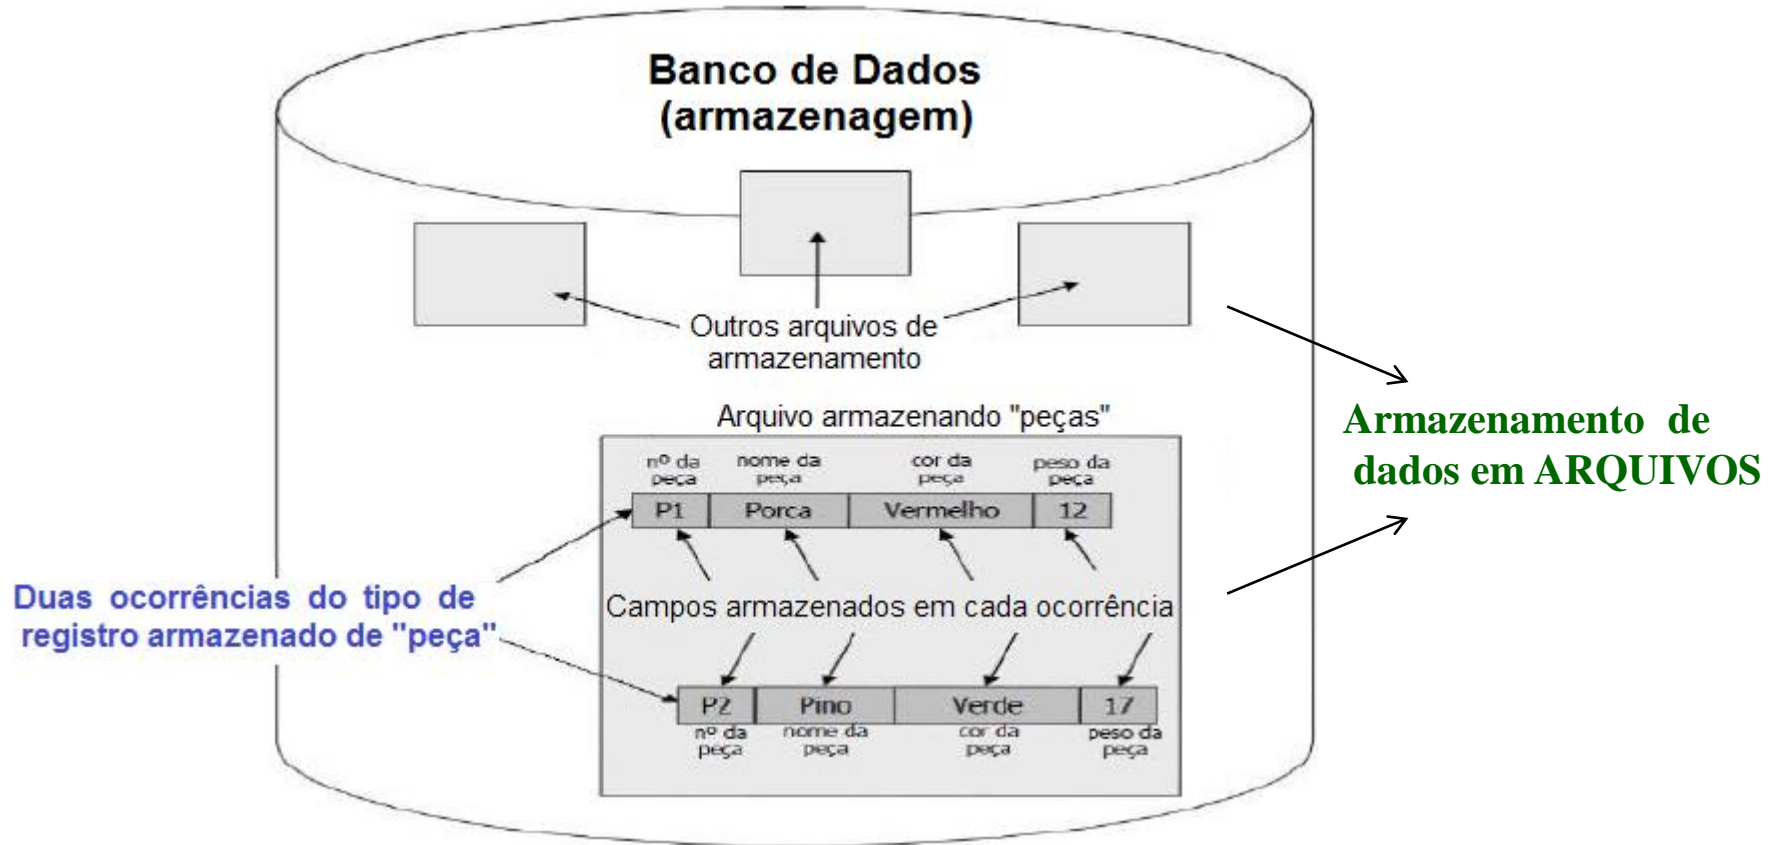 Banco de Dados
(armazenagem)
Outros arquivos de
armazenamento
Arquivo armazenando "peças"
nº da
peça
nome da
peça
cor da
peça
peso da
peça
P1 Porca Vermelho 12
Armazenamento de
dados em ARQUIVOS
Duas ocorrências do tipo de
registro armazenado de "peça"
Campos armazenados em cada ocorrência
P2 Pino Verde 17
nº da
peça
nome da
peça
cor da
peça
peso da
peça